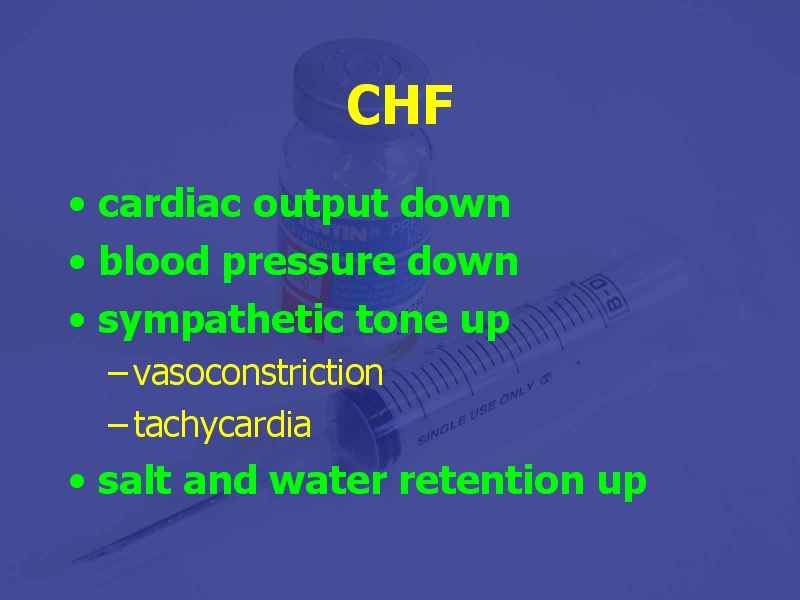 CHF
• cardiac output down
• blood pressure down
• sympathetic tone up
–vasoconstriction
–tachycardia
• salt and water retention up
SINGLE USE ONLY
B-D